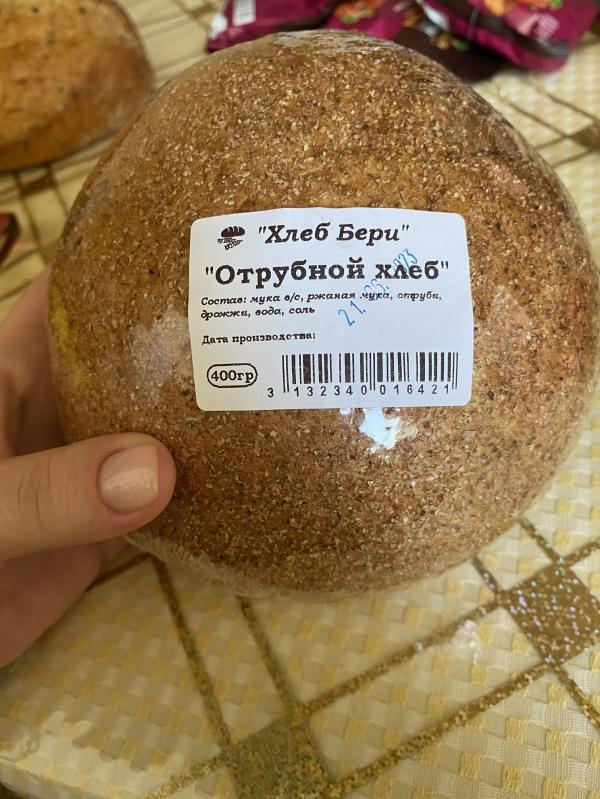 "Хлеб Бери"
"Отрубной хлеб"
Состав: мука в/с, ржаная мука, отруби,
дрожжи, вода, соль
Дата производства:
400гр
3 132340 016421